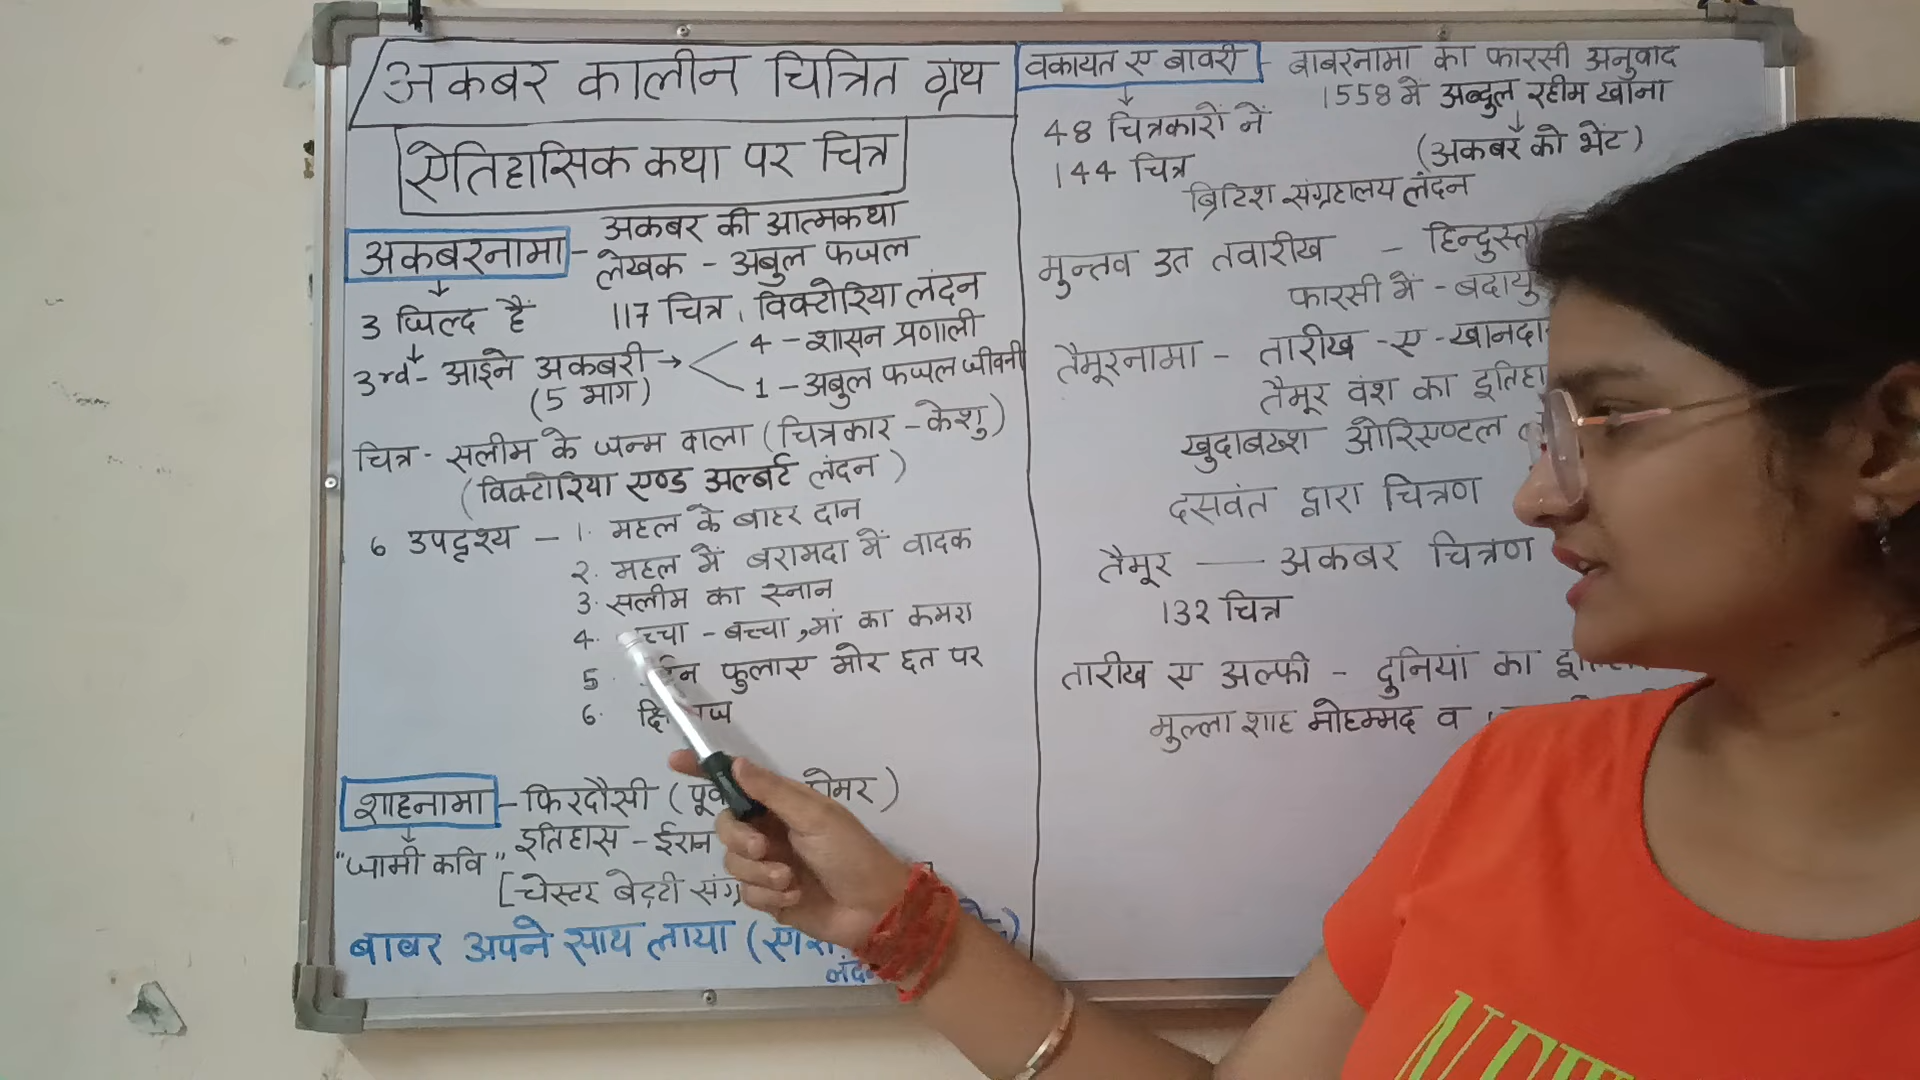 अकबर कालीन चित्रित ग्रंथ
ऐतिहासिक कथा पर चित्र
अकबरनामा - अकबर की आत्मकथा
लेखक - अबुल फजल
3 जिल्द हैं
117 चित्र, विक्टोरिया लंदन
3rd - आइने अकबरी →
(5 भाग)
4 - शासन प्रणाली
1 - अबुल फजल जीवनी
चित्र - सलीम के जन्म वाला (चित्रकार - केशु)
(विक्टोरिया एण्ड अल्बर्ट लंदन)
6 उपदृश्य - 1. महल के बाहर दान
2. महल में बरामदा में वादक
3. सलीम का स्नान
4. - बच्चा, मां का कमरा
5. फुलाए मोर छत पर
6.
शाहनामा - फिरदौसी (
इतिहास - ईरान
"जामी कवि"
[चेस्टर बेट्टी
बाबर अपने साथ लाया (
वकायत ए बावरी - बाबरनामा का फारसी अनुवाद
1558 में अब्दुल रहीम खाना
(अकबर को भेंट)
48 चित्रकारों नें
144 चित्र
ब्रिटिश संग्रहालय लंदन
मुन्तव उत तवारीख -
फारसी में -
तैमूरनामा - तारीख - ए -
तैमूर वंश का
खुदाबख्श ओरिएण्टल
दसवंत द्वारा चित्रण
तैमूर — अकबर चित्रण
132 चित्र
तारीख ए अल्फी - दुनियां का
मुल्ला शाह मोहम्मद व